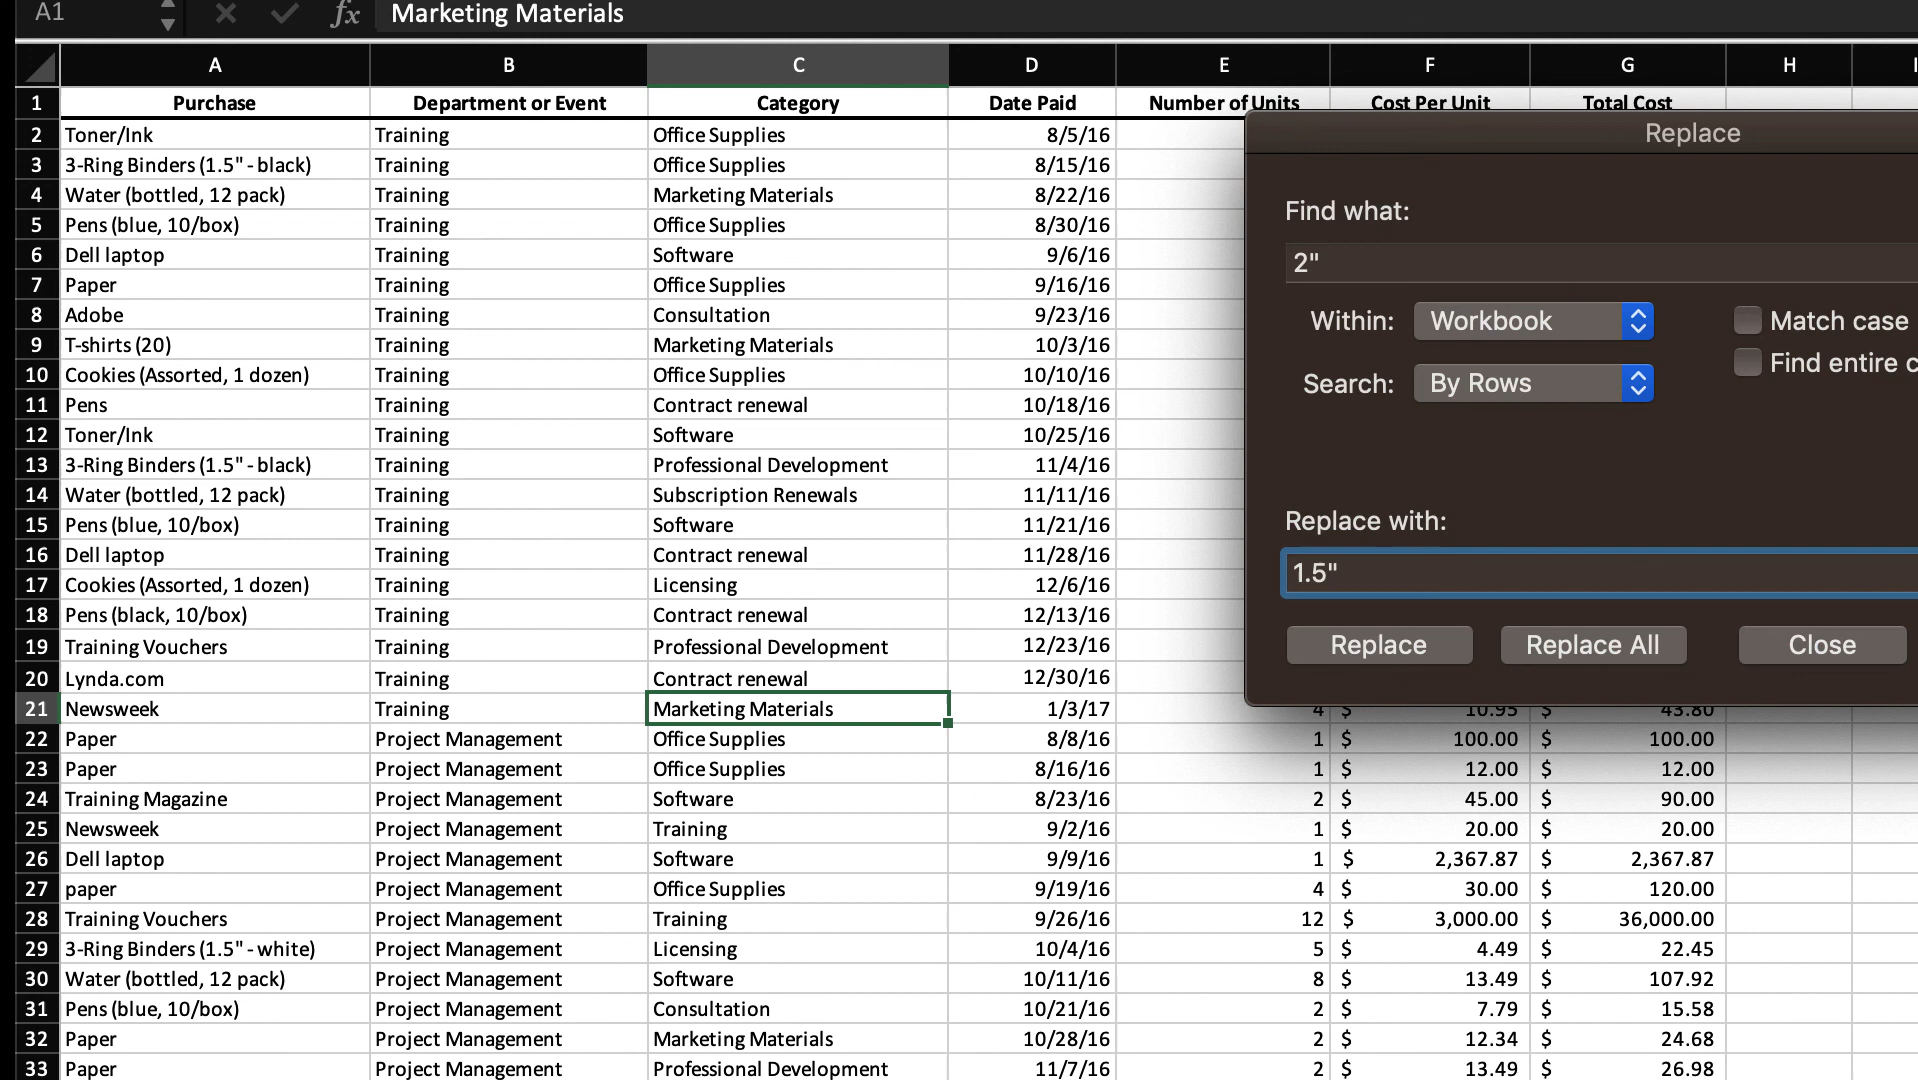 A1 fx Marketing Materials
A B C D E F G H
1 Purchase Department or Event Category Date Paid Number of Units Cost Per Unit Total Cost
2 Toner/Ink Training Office Supplies 8/5/16
3 3-Ring Binders (1.5" - black) Training Office Supplies 8/15/16
4 Water (bottled, 12 pack) Training Marketing Materials 8/22/16
5 Pens (blue, 10/box) Training Office Supplies 8/30/16
6 Dell laptop Training Software 9/6/16
7 Paper Training Office Supplies 9/16/16
8 Adobe Training Consultation 9/23/16
9 T-shirts (20) Training Marketing Materials 10/3/16
10 Cookies (Assorted, 1 dozen) Training Office Supplies 10/10/16
11 Pens Training Contract renewal 10/18/16
12 Toner/Ink Training Software 10/25/16
13 3-Ring Binders (1.5" - black) Training Professional Development 11/4/16
14 Water (bottled, 12 pack) Training Subscription Renewals 11/11/16
15 Pens (blue, 10/box) Training Software 11/21/16
16 Dell laptop Training Contract renewal 11/28/16
17 Cookies (Assorted, 1 dozen) Training Licensing 12/6/16
18 Pens (black, 10/box) Training Contract renewal 12/13/16
19 Training Vouchers Training Professional Development 12/23/16
20 Lynda.com Training Contract renewal 12/30/16
21 Newsweek Training Marketing Materials 1/3/17 4 $ 10.95 $ 43.80
22 Paper Project Management Office Supplies 8/8/16 1 $ 100.00 $ 100.00
23 Paper Project Management Office Supplies 8/16/16 1 $ 12.00 $ 12.00
24 Training Magazine Project Management Software 8/23/16 2 $ 45.00 $ 90.00
25 Newsweek Project Management Training 9/2/16 1 $ 20.00 $ 20.00
26 Dell laptop Project Management Software 9/9/16 1 $ 2,367.87 $ 2,367.87
27 paper Project Management Office Supplies 9/19/16 4 $ 30.00 $ 120.00
28 Training Vouchers Project Management Training 9/26/16 12 $ 3,000.00 $ 36,000.00
29 3-Ring Binders (1.5" - white) Project Management Licensing 10/4/16 5 $ 4.49 $ 22.45
30 Water (bottled, 12 pack) Project Management Software 10/11/16 8 $ 13.49 $ 107.92
31 Pens (blue, 10/box) Project Management Consultation 10/21/16 2 $ 7.79 $ 15.58
32 Paper Project Management Marketing Materials 10/28/16 2 $ 12.34 $ 24.68
33 Paper Project Management Professional Development 11/7/16 2 $ 13.49 $ 26.98
Replace
Find what:
2"
Within: Workbook Match case
Search: By Rows Find entire c
Replace with:
1.5"
Replace Replace All Close